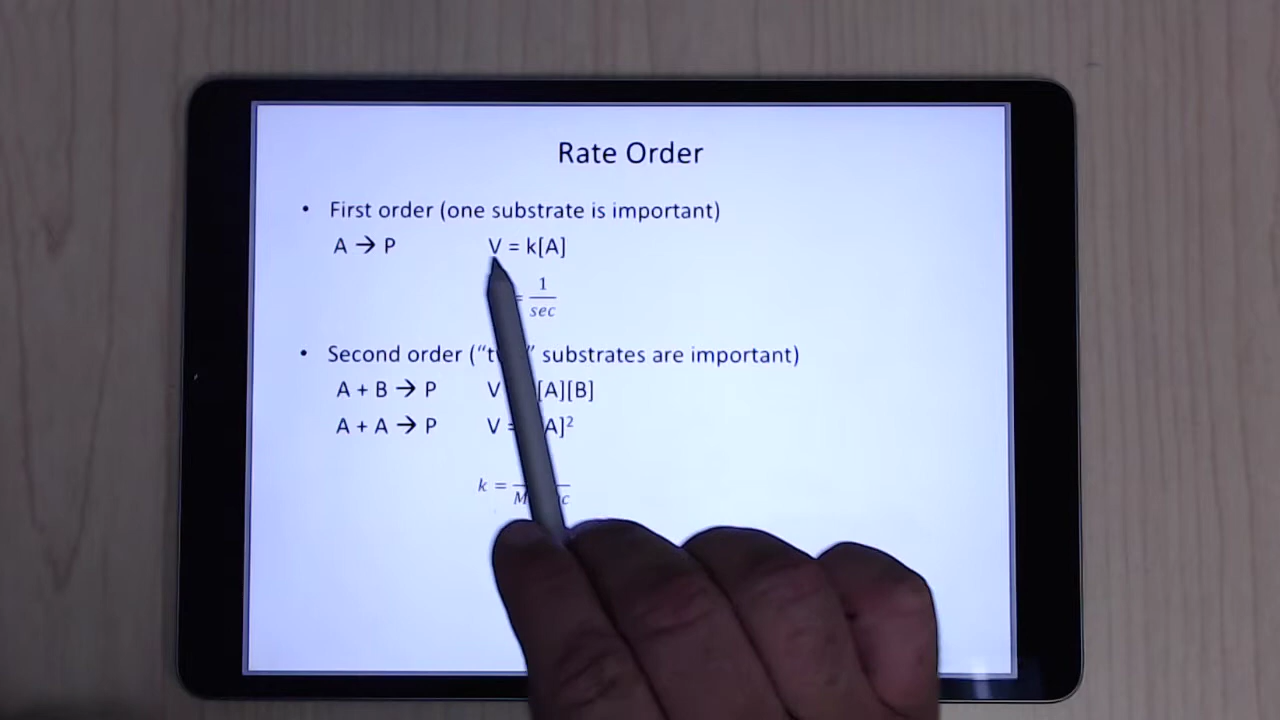 Rate Order
• First order (one substrate is important)
A → P V = k[A]
= 1/sec
• Second order (“ ” substrates are important)
A + B → P V [A][B]
A + A → P V = A]²
k =